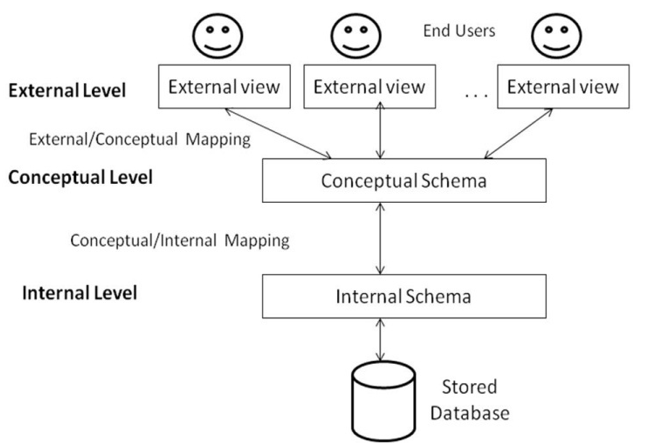 End Users
External Level
External view
External view
...
External view
External/Conceptual Mapping
Conceptual Level
Conceptual Schema
Conceptual/Internal Mapping
Internal Level
Internal Schema
Stored
Database